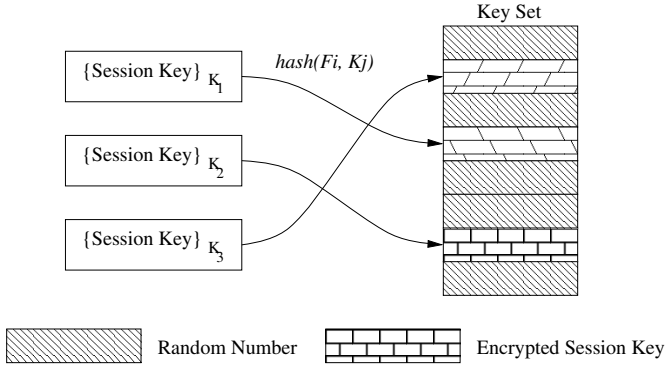 Key Set
{Session Key} K1
hash(Fi, Kj)
{Session Key} K2
{Session Key} K3
Random Number
Encrypted Session Key